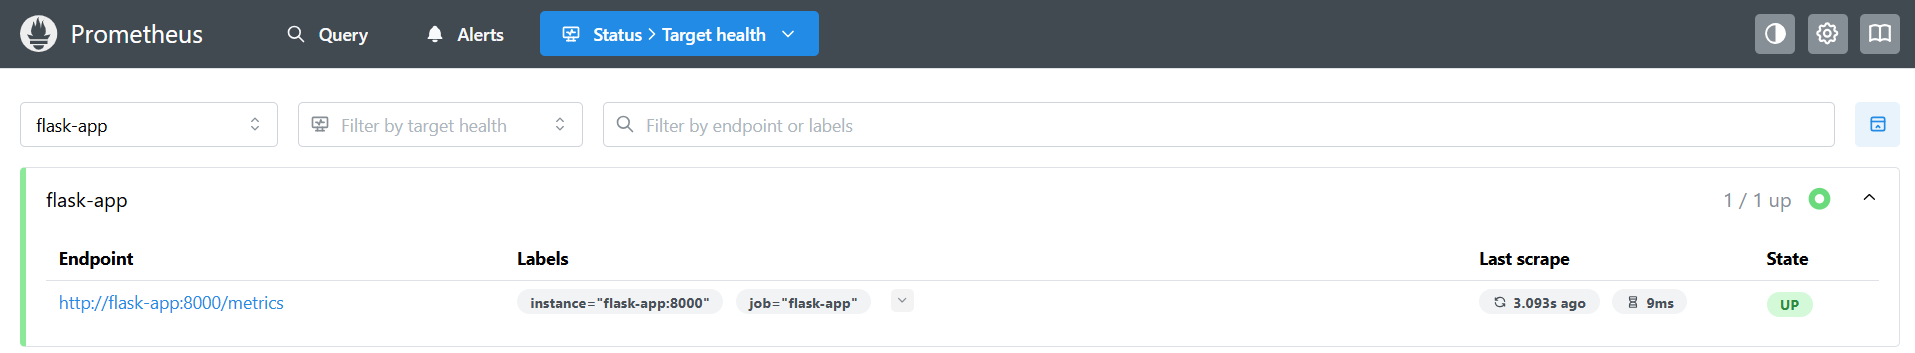 Prometheus Query Alerts Status > Target health
flask-app Filter by target health Filter by endpoint or labels
flask-app 1 / 1 up
Endpoint Labels Last scrape State
http://flask-app:8000/metrics instance="flask-app:8000" job="flask-app" 3.093s ago 9ms UP